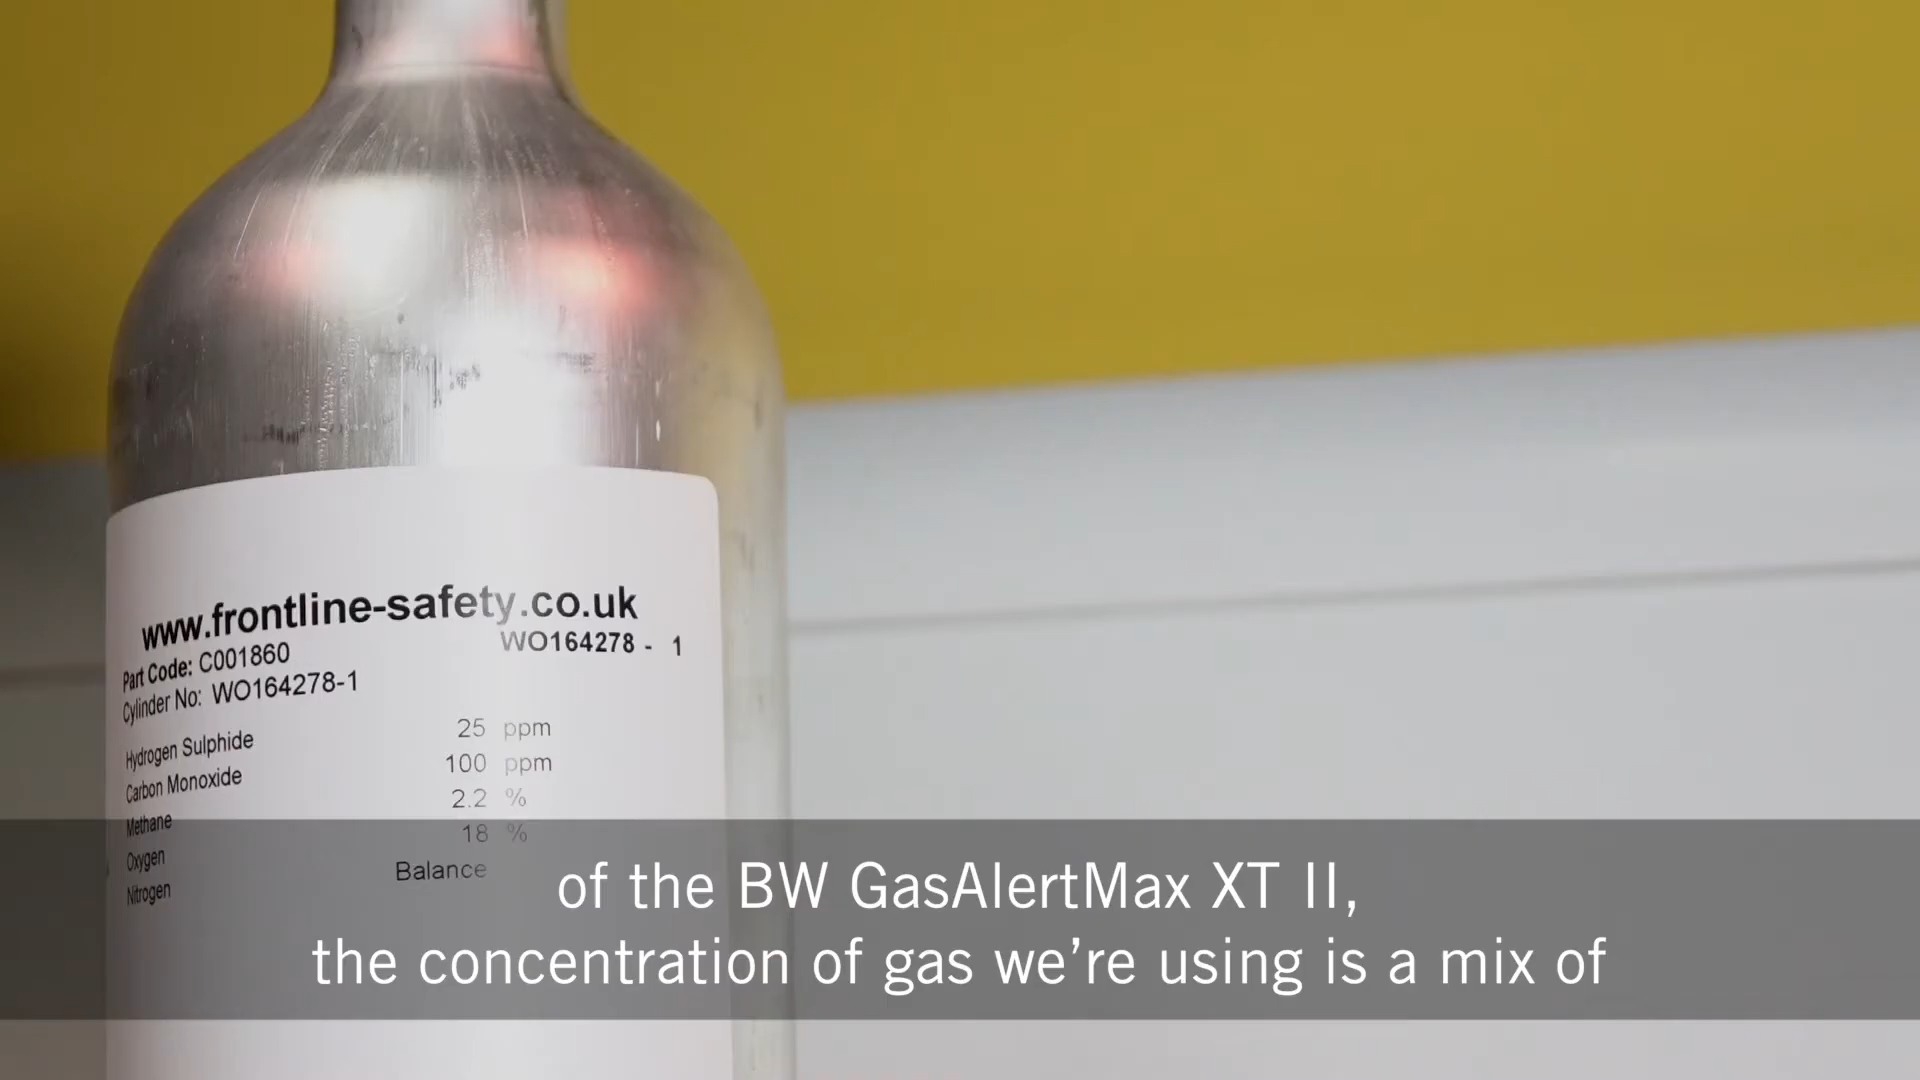 www.frontline-safety.co.uk
WO164278 - 1
Part Code: C001860
Cylinder No: WO164278-1
Hydrogen Sulphide 25 ppm
Carbon Monoxide 100 ppm
Methane 2.2 %
Oxygen 18 %
Nitrogen Balance
of the BW GasAlertMax XT II,
the concentration of gas we’re using is a mix of